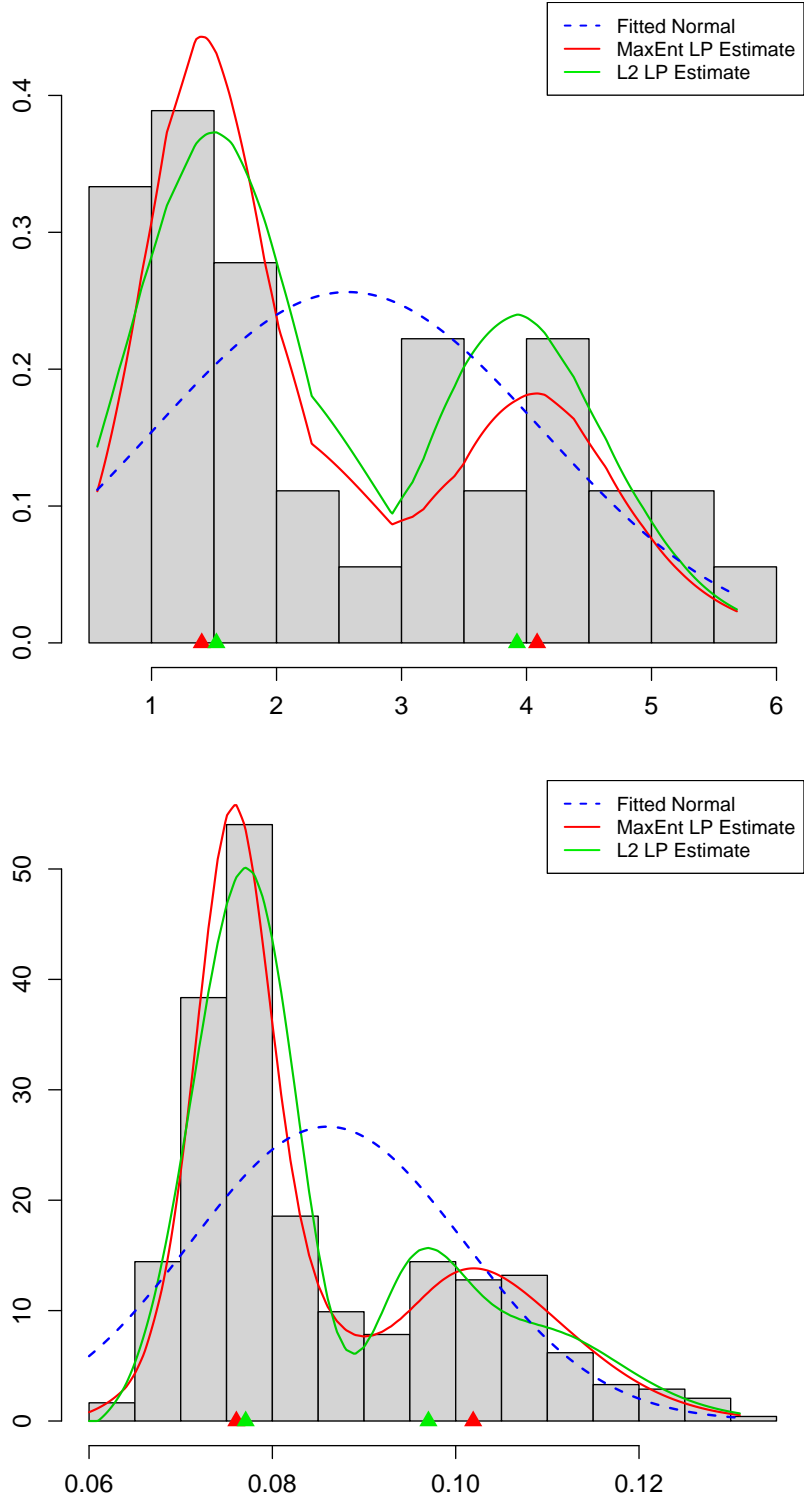 Fitted Normal
MaxEnt LP Estimate
L2 LP Estimate
0.4
0.3
0.2
0.1
0.0
1 2 3 4 5 6
Fitted Normal
MaxEnt LP Estimate
L2 LP Estimate
50
40
30
20
10
0
0.06 0.08 0.10 0.12